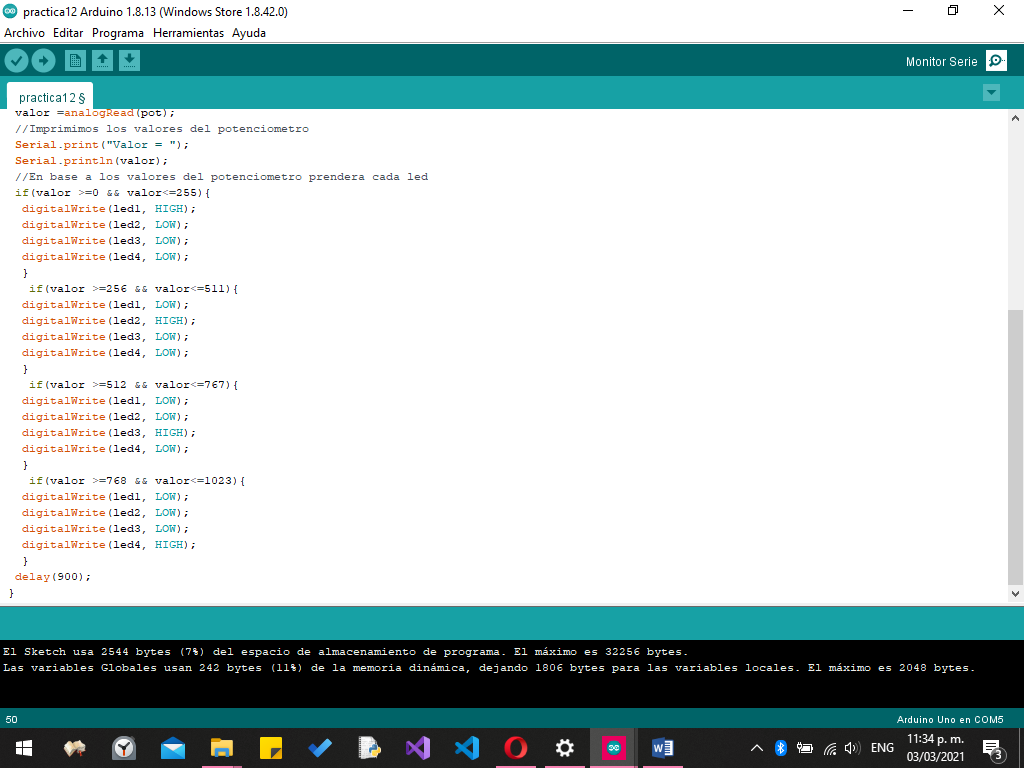 practica12 Arduino 1.8.13 (Windows Store 1.8.42.0)
Archivo Editar Programa Herramientas Ayuda
Monitor Serie
practica12 §
valor =analogRead(pot);
//Imprimimos los valores del potenciometro
Serial.print("Valor = ");
Serial.println(valor);
//En base a los valores del potenciometro prendera cada led
if(valor >=0 && valor<=255){
digitalWrite(led1, HIGH);
digitalWrite(led2, LOW);
digitalWrite(led3, LOW);
digitalWrite(led4, LOW);
}
if(valor >=256 && valor<=511){
digitalWrite(led1, LOW);
digitalWrite(led2, HIGH);
digitalWrite(led3, LOW);
digitalWrite(led4, LOW);
}
if(valor >=512 && valor<=767){
digitalWrite(led1, LOW);
digitalWrite(led2, LOW);
digitalWrite(led3, HIGH);
digitalWrite(led4, LOW);
}
if(valor >=768 && valor<=1023){
digitalWrite(led1, LOW);
digitalWrite(led2, LOW);
digitalWrite(led3, LOW);
digitalWrite(led4, HIGH);
}
delay(900);
}
El Sketch usa 2544 bytes (7%) del espacio de almacenamiento de programa. El máximo es 32256 bytes.
Las variables Globales usan 242 bytes (11%) de la memoria dinámica, dejando 1806 bytes para las variables locales. El máximo es 2048 bytes.
50
Arduino Uno en COM5
ENG
11:34 p. m.
03/03/2021
3